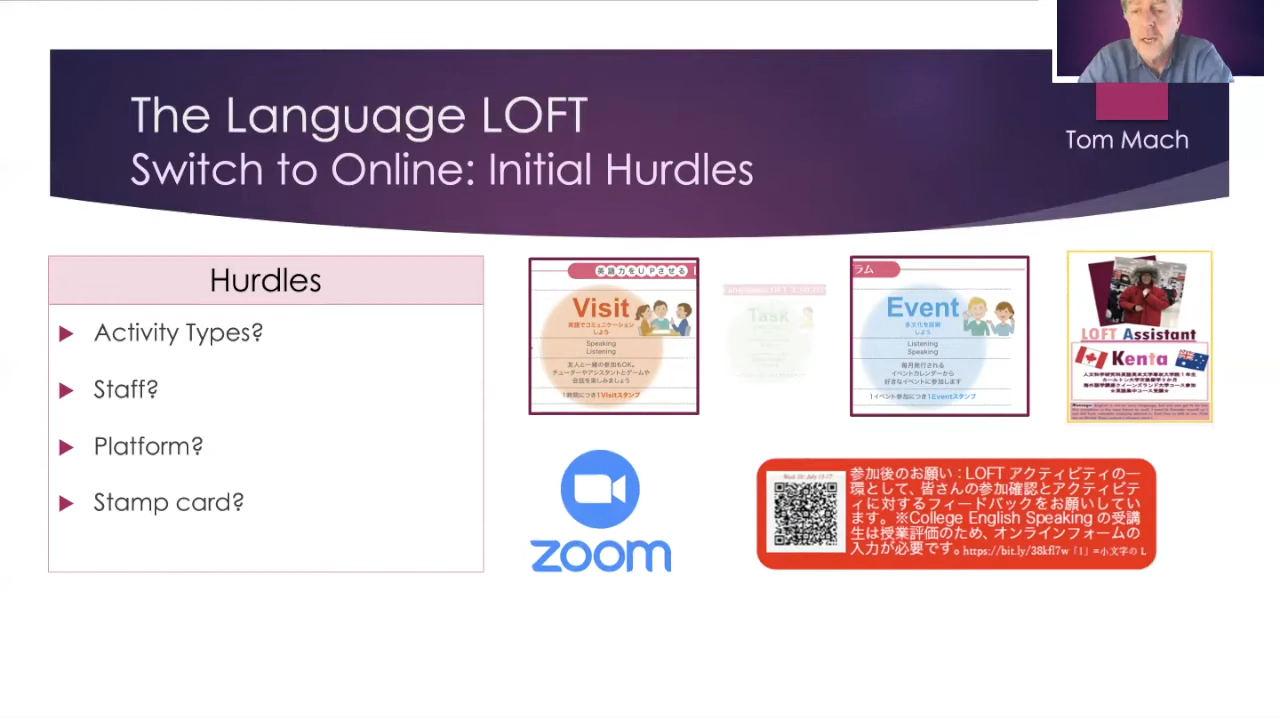 The Language LOFT
Switch to Online: Initial Hurdles
Tom Mach
Hurdles
Activity Types?
Staff?
Platform?
Stamp card?
英語力をUPさせる
Visit
英語でコミュニケーション
しよう
Speaking
Listening
友人と一緒の参加もOK。
チューターやアシスタントとゲームや
会話を楽しみましょう
1時間につき1Visitスタンプ
Task
ラム
Event
多文化を理解
しよう
Listening
Speaking
毎月発行される
イベントカレンダーから
好きなイベントに参加します
1イベント参加につき1Eventスタンプ
LOFT Assistant
Kenta
zoom
Week 10: July 13-17
参加後のお願い:LOFT アクティビティの一
環として、皆さんの参加確認とアクティビテ
ィに対するフィードバックをお願いしてい
ます。※College English Speaking の受講
生は授業評価のため、オンラインフォームの
入力が必要です。https://bit.ly/38kfl7w「l」=小文字の L